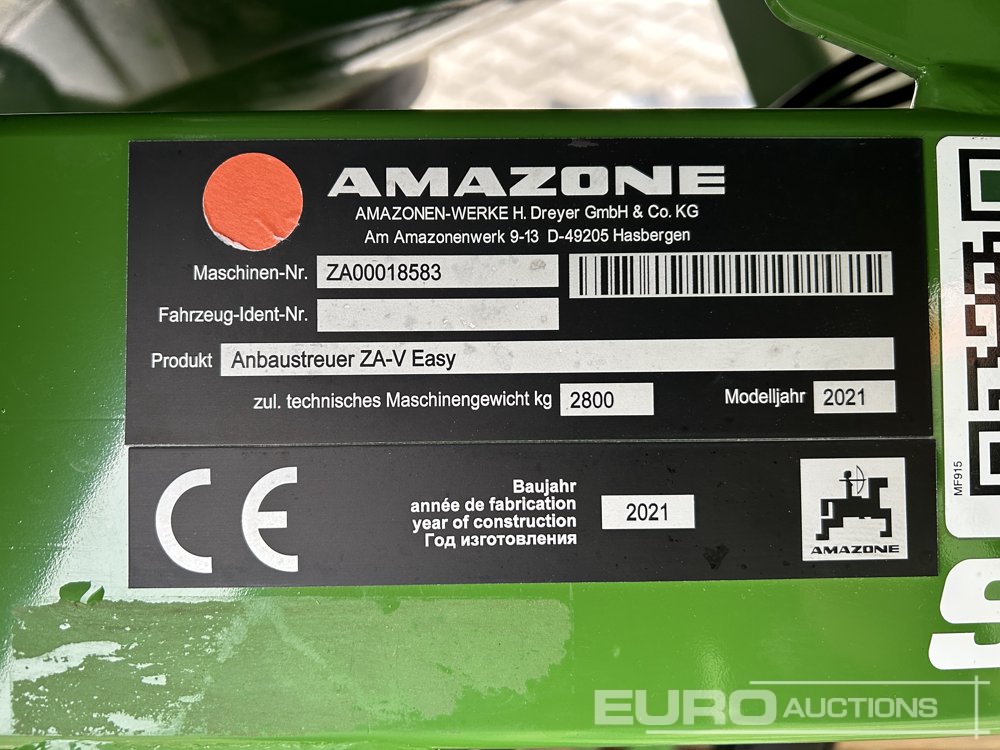 AMAZONE
AMAZONEN-WERKE H. Dreyer GmbH & Co. KG
Am Amazonenwerk 9-13 D-49205 Hasbergen
Maschinen-Nr. ZA00018583
Fahrzeug-Ident-Nr.
Produkt Anbaustreuer ZA-V Easy
zul. technisches Maschinengewicht kg 2800 Modelljahr 2021
Baujahr
année de fabrication
year of construction
Год изготовления
2021
CE
AMAZONE
MF915
S
EURO AUCTIONS